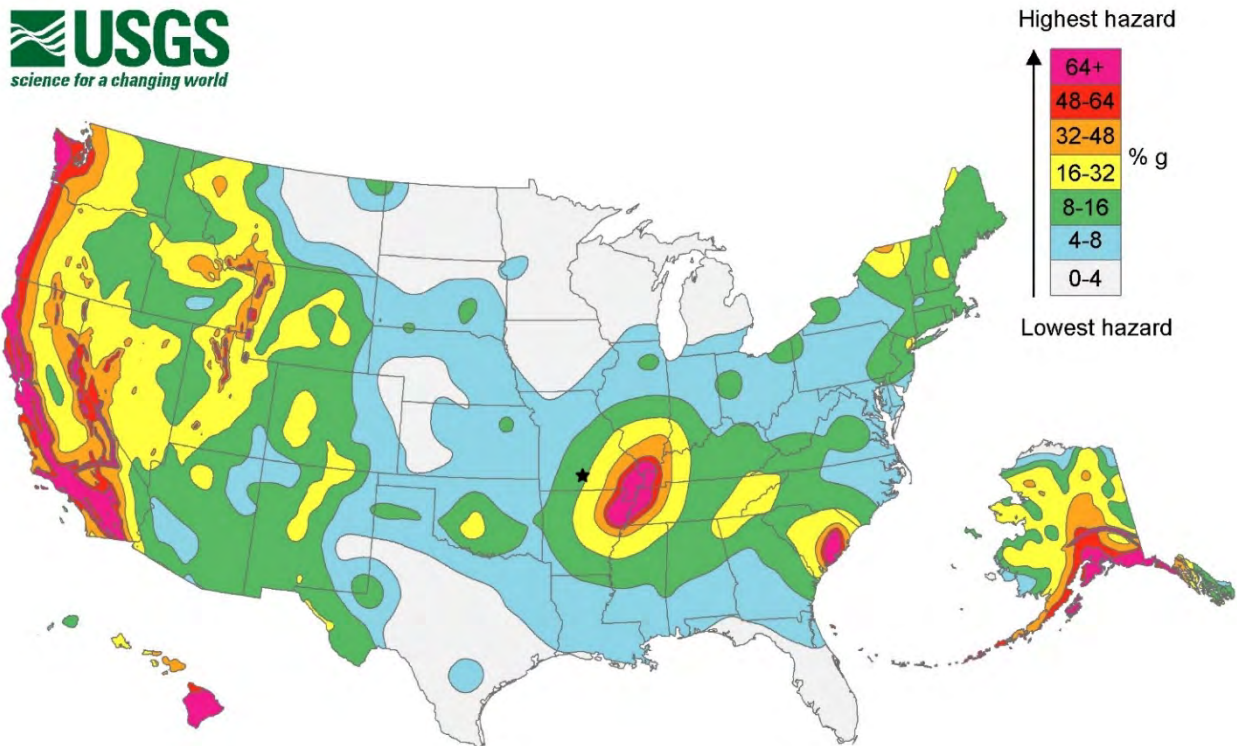 USGS
science for a changing world
Highest hazard
64+
48-64
32-48
16-32
% g
8-16
4-8
0-4
Lowest hazard